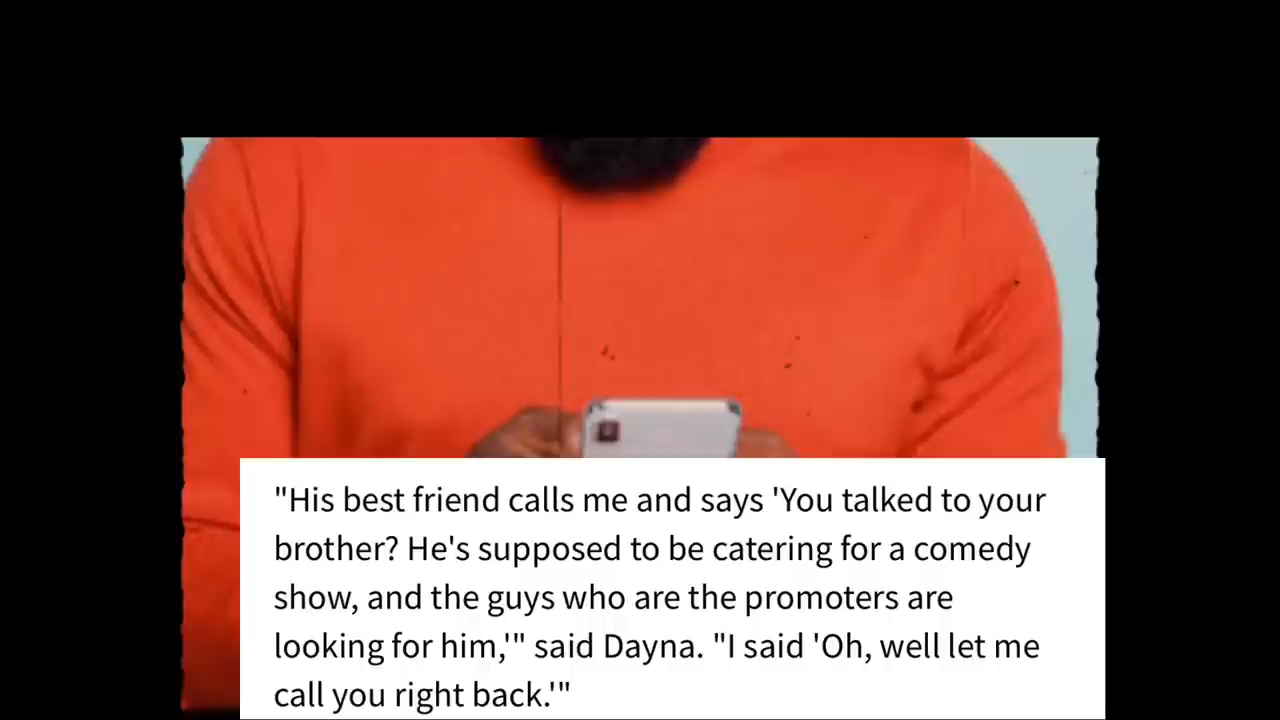 "His best friend calls me and says 'You talked to your
brother? He's supposed to be catering for a comedy
show, and the guys who are the promoters are
looking for him,'" said Dayna. "I said 'Oh, well let me
call you right back.'"